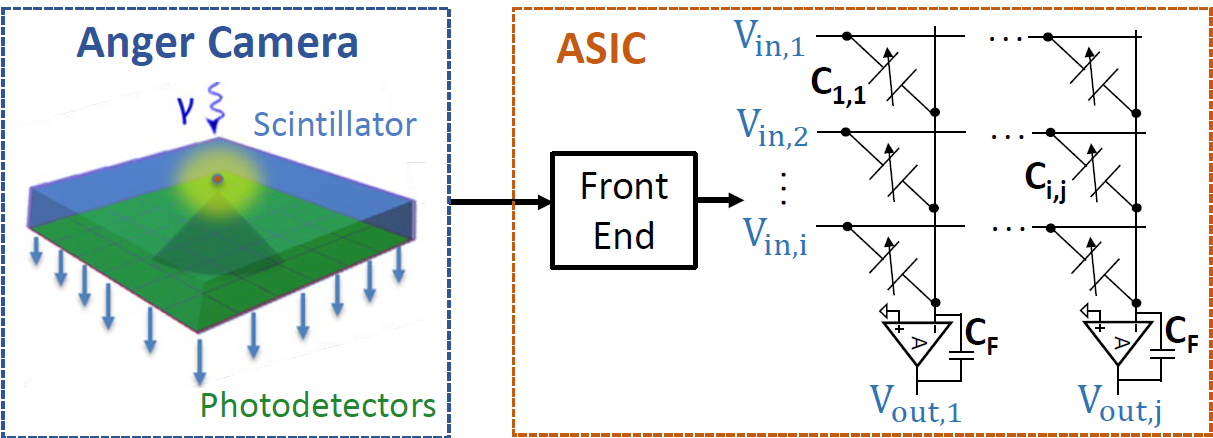 Anger Camera
γ
Scintillator
Photodetectors
ASIC
Front
End
V_in,1
C_1,1
V_in,2
⋮
V_in,i
· · ·
· · ·
C_i,j
· · ·
+
−
A
C_F
V_out,1
+
−
A
C_F
V_out,j